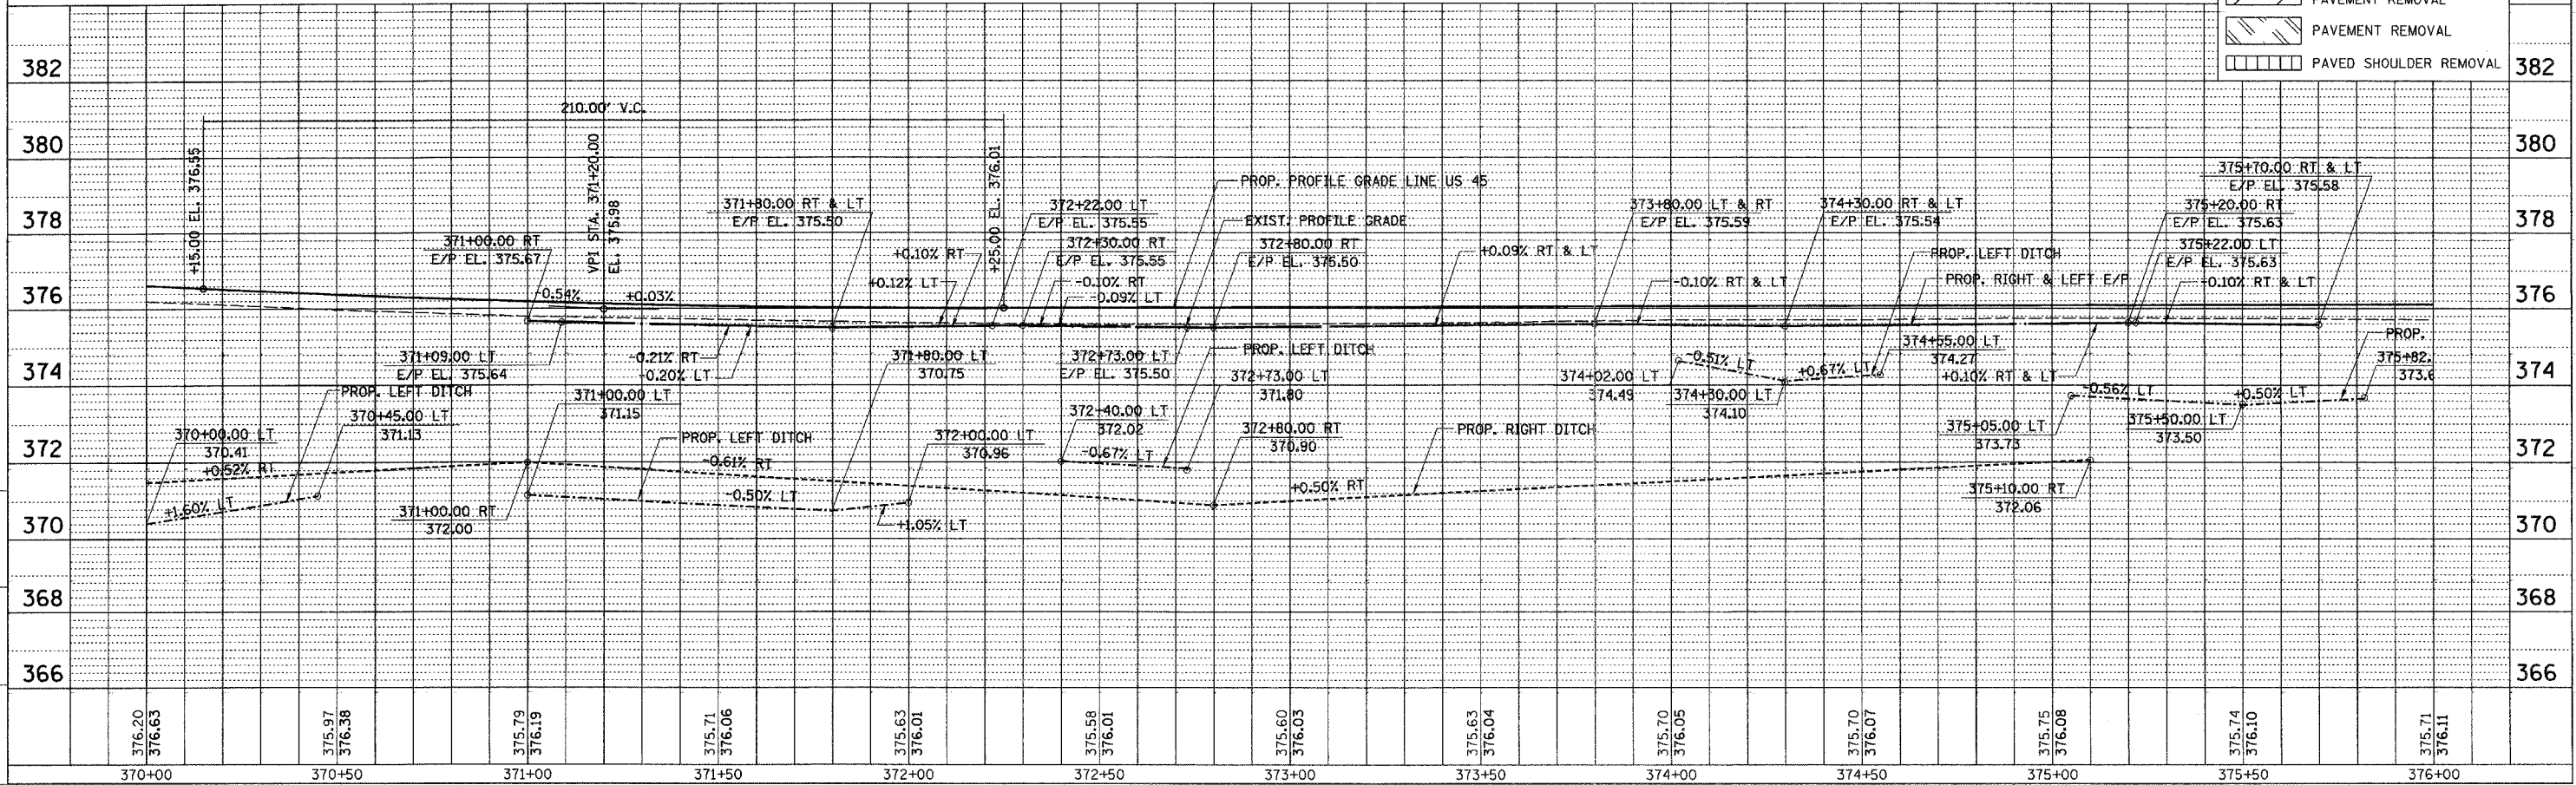 PAVEMENT REMOVAL
PAVEMENT REMOVAL
PAVED SHOULDER REMOVAL
382
382
380
380
378
378
376
376
374
374
372
372
370
370
368
368
366
366
210.00' V.C.
+15.00 EL. 376.55
VPI STA. 371+20.00
EL. 375.98
+25.00 EL. 376.01
371+00.00 RT
E/P EL. 375.67
-0.54%
+0.03%
371+80.00 RT & LT
E/P EL. 375.50
+0.10% RT
+0.12% LT
372+22.00 LT
E/P EL. 375.55
372+30.00 RT
E/P EL. 375.55
-0.10% RT
-0.09% LT
PROP. PROFILE GRADE LINE US 45
EXIST. PROFILE GRADE
372+80.00 RT
E/P EL. 375.50
+0.09% RT & LT
373+80.00 LT & RT
E/P EL. 375.59
-0.10% RT & LT
374+30.00 RT & LT
E/P EL. 375.54
PROP. LEFT DITCH
PROP. RIGHT & LEFT E/P
375+70.00 RT & LT
E/P EL. 375.58
375+20.00 RT
E/P EL. 375.63
375+22.00 LT
E/P EL. 375.63
-0.10% RT & LT
371+09.00 LT
E/P EL. 375.64
-0.21% RT
-0.20% LT
371+80.00 LT
370.75
372+73.00 LT
E/P EL. 375.50
PROP. LEFT DITCH
372+73.00 LT
371.80
374+02.00 LT
374.49
-0.51% LT
374+30.00 LT
374.10
+0.67% LT
374+55.00 LT
374.27
+0.10% RT & LT
-0.56% LT
+0.50% LT
PROP.
375+82.
373.6
PROP. LEFT DITCH
370+00.00 LT
370.41
370+45.00 LT
371.13
+0.52% RT
+1.60% LT
371+00.00 LT
371.15
371+00.00 RT
372.00
PROP. LEFT DITCH
-0.61% RT
-0.50% LT
372+00.00 LT
370.96
+1.05% LT
372+40.00 LT
372.02
-0.67% LT
372+80.00 RT
370.90
+0.50% RT
PROP. RIGHT DITCH
375+05.00 LT
373.73
375+50.00 LT
373.50
375+10.00 RT
372.06
376.20
376.63
375.97
376.38
375.79
376.19
375.71
376.06
375.63
376.01
375.58
376.01
375.60
376.03
375.63
376.04
375.70
376.05
375.70
376.07
375.75
376.08
375.74
376.10
375.71
376.11
370+00
370+50
371+00
371+50
372+00
372+50
373+00
373+50
374+00
374+50
375+00
375+50
376+00